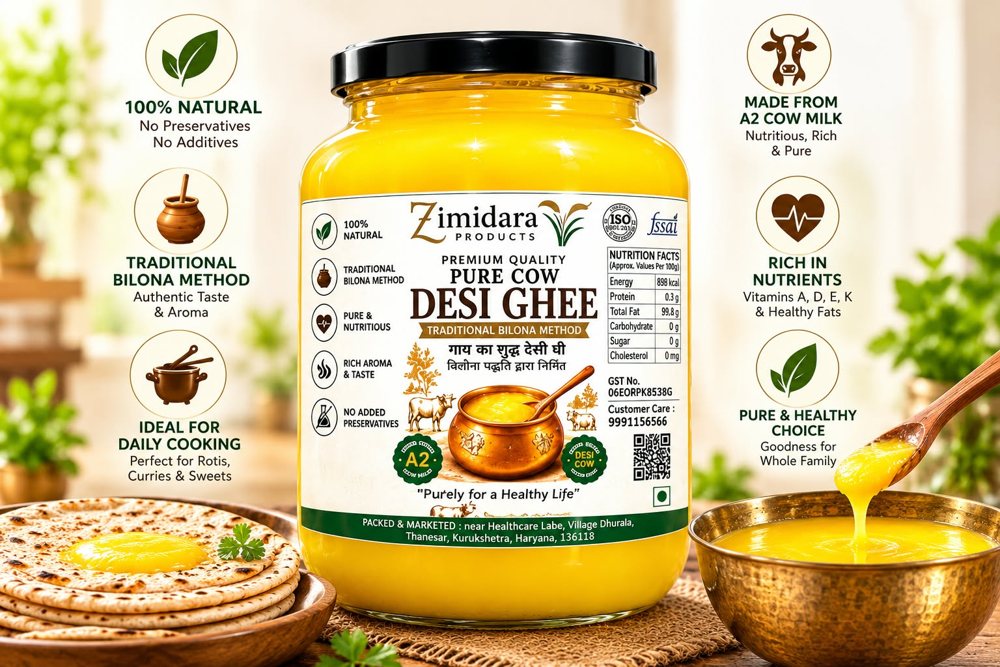 100% NATURAL
No Preservatives
No Additives
TRADITIONAL
BILONA METHOD
Authentic Taste
& Aroma
IDEAL FOR
DAILY COOKING
Perfect for Rotis,
Curries & Sweets
Zimidara
PRODUCTS
PREMIUM QUALITY
PURE COW
DESI GHEE
TRADITIONAL BILONA METHOD
गाय का शुद्ध देसी घी
बिलोना पद्धति द्वारा निर्मित
100%
NATURAL
TRADITIONAL
BILONA METHOD
PURE &
NUTRITIOUS
RICH AROMA
& TASTE
NO ADDED
PRESERVATIVES
A2
DESI
COW
"Purely for a Healthy Life"
ISO
fssai
NUTRITION FACTS
(Approx. Values Per 100g)
Energy 898 kcal
Protein 0.3 g
Total Fat 99.8 g
Carbohydrate 0 g
Sugar 0 g
Cholesterol 0 mg
GST No.
06EORPK8538G
Customer Care :
9991156566
PACKED & MARKETED : near Healthcare Labe, Village Dhurala,
Thanesar, Kurukshetra, Haryana, 136118
MADE FROM
A2 COW MILK
Nutritious, Rich
& Pure
RICH IN
NUTRIENTS
Vitamins A, D, E, K
& Healthy Fats
PURE & HEALTHY
CHOICE
Goodness for
Whole Family